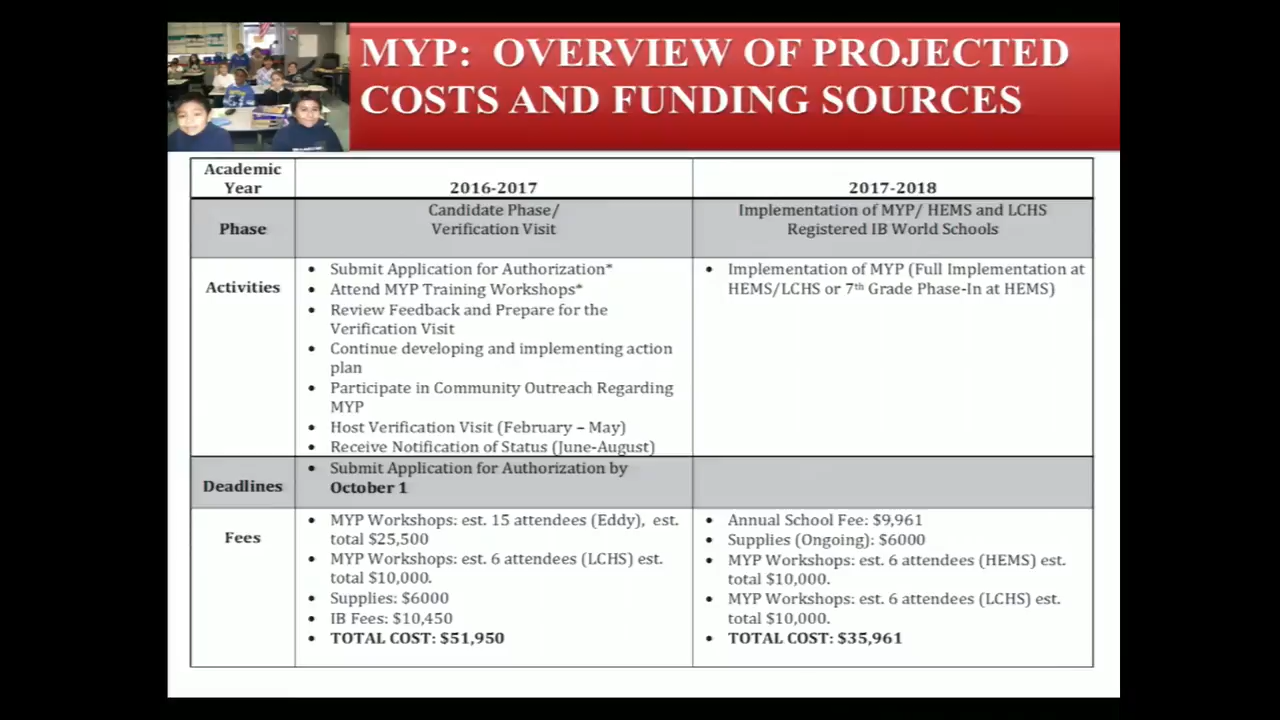 MYP: OVERVIEW OF PROJECTED
COSTS AND FUNDING SOURCES
Academic
Year
2016-2017
2017-2018
Phase
Candidate Phase/
Verification Visit
Implementation of MYP/ HEMS and LCHS
Registered IB World Schools
Activities
• Submit Application for Authorization*
• Attend MYP Training Workshops*
• Review Feedback and Prepare for the
Verification Visit
• Continue developing and implementing action
plan
• Participate in Community Outreach Regarding
MYP
• Host Verification Visit (February – May)
• Receive Notification of Status (June-August)
• Implementation of MYP (Full Implementation at
HEMS/LCHS or 7th Grade Phase-In at HEMS)
Deadlines
• Submit Application for Authorization by
October 1
Fees
• MYP Workshops: est. 15 attendees (Eddy), est.
total $25,500
• MYP Workshops: est. 6 attendees (LCHS) est.
total $10,000.
• Supplies: $6000
• IB Fees: $10,450
• TOTAL COST: $51,950
• Annual School Fee: $9,961
• Supplies (Ongoing): $6000
• MYP Workshops: est. 6 attendees (HEMS) est.
total $10,000.
• MYP Workshops: est. 6 attendees (LCHS) est.
total $10,000.
• TOTAL COST: $35,961